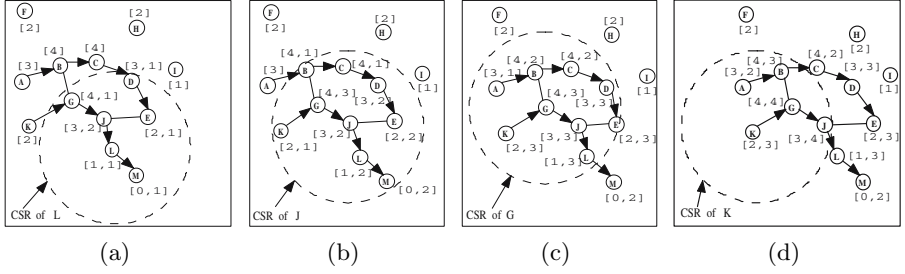 F
[2]
[2]
H
[4]
[4]
B
C
[3]
A
[3,1]
D
I
[1]
[4,1]
G
K
[2]
J
[3,2]
E
[2,1]
L
[1,1]
M
[0,1]
CSR of L
(a)
F
[2]
[2]
H
[4,1]
B
C
[4,1]
[3]
A
D
I
[1]
[4,3]
G
[3,2]
K
[2,1]
J
[3,2]
E
[2,2]
L
[1,2]
M
[0,2]
CSR of J
(b)
F
[2]
[2]
H
[4,2]
B
C
[4,2]
[3,1]
A
D
I
[1]
[4,3]
G
[3,3]
K
[2,3]
J
[3,3]
E
[2,3]
L
[1,3]
M
[0,2]
CSR of G
(c)
F
[2]
H
[2]
[4,3]
B
C
[4,2]
[3,2]
A
D
[3,3]
I
[1]
[4,4]
G
K
[2,3]
J
[3,4]
E
[2,3]
L
[1,3]
M
[0,2]
CSR of K
(d)